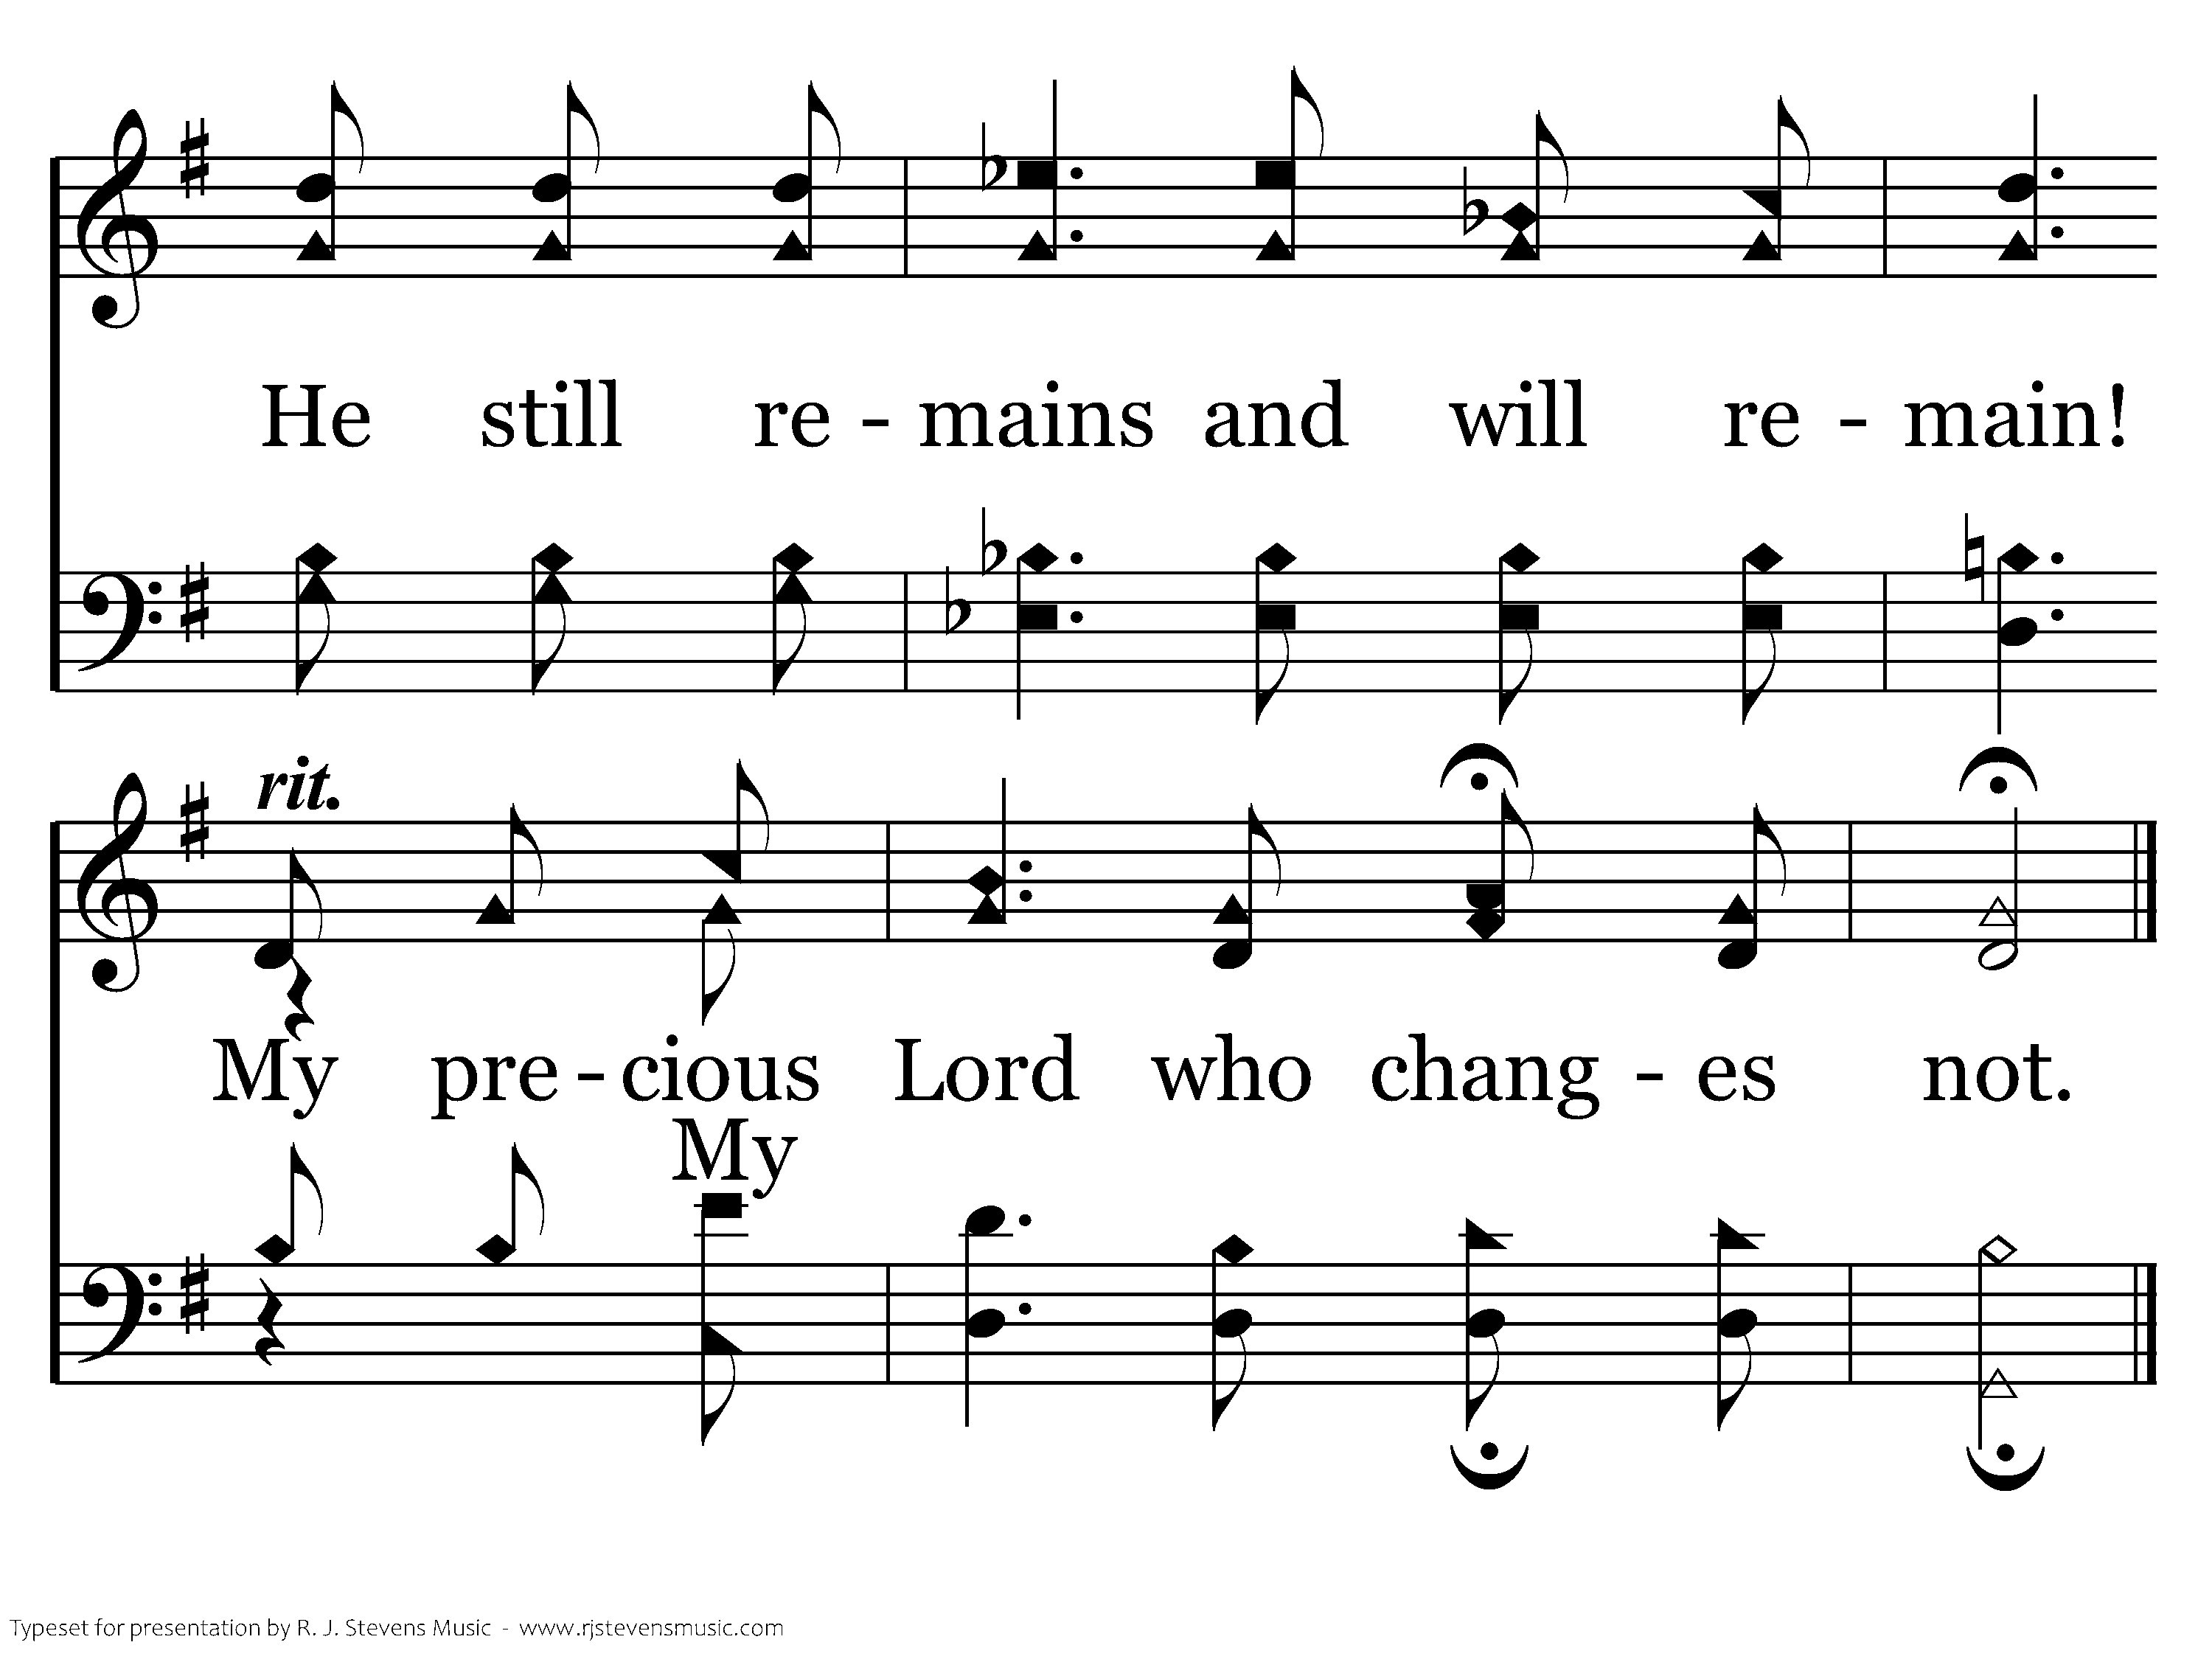 He still re - mains and will re - main!
rit.
My pre - cious Lord who chang - es not.
My
Typeset for presentation by R. J. Stevens Music - www.rjstevensmusic.com